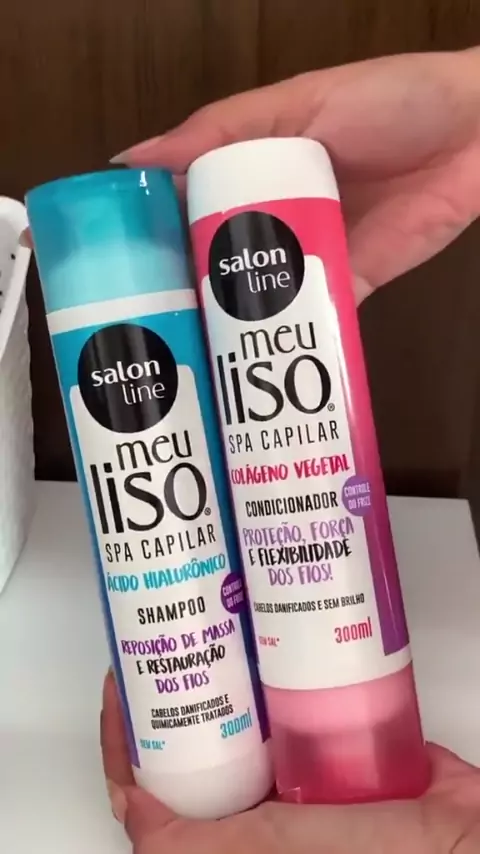 salon
line
meu
liso®
SPA CAPILAR
ÁCIDO HIALURÔNICO
CONTROLE
DO FRIZZ
SHAMPOO
REPOSIÇÃO DE MASSA
E RESTAURAÇÃO
DOS FIOS
CABELOS DANIFICADOS E
QUIMICAMENTE TRATADOS
SEM SAL*
300ml
salon
line
meu
liso®
SPA CAPILAR
COLÁGENO VEGETAL
CONDICIONADOR
CONTROLE
DO FRIZZ
PROTEÇÃO, FORÇA
E FLEXIBILIDADE
DOS FIOS!
CABELOS DANIFICADOS E SEM BRILHO
SEM SAL*
300ml